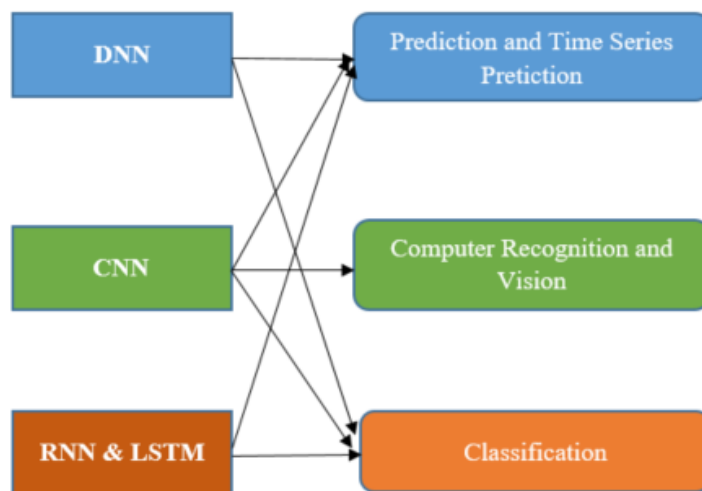 DNN
Prediction and Time Series
Pretiction
CNN
Computer Recognition and
Vision
RNN & LSTM
Classification